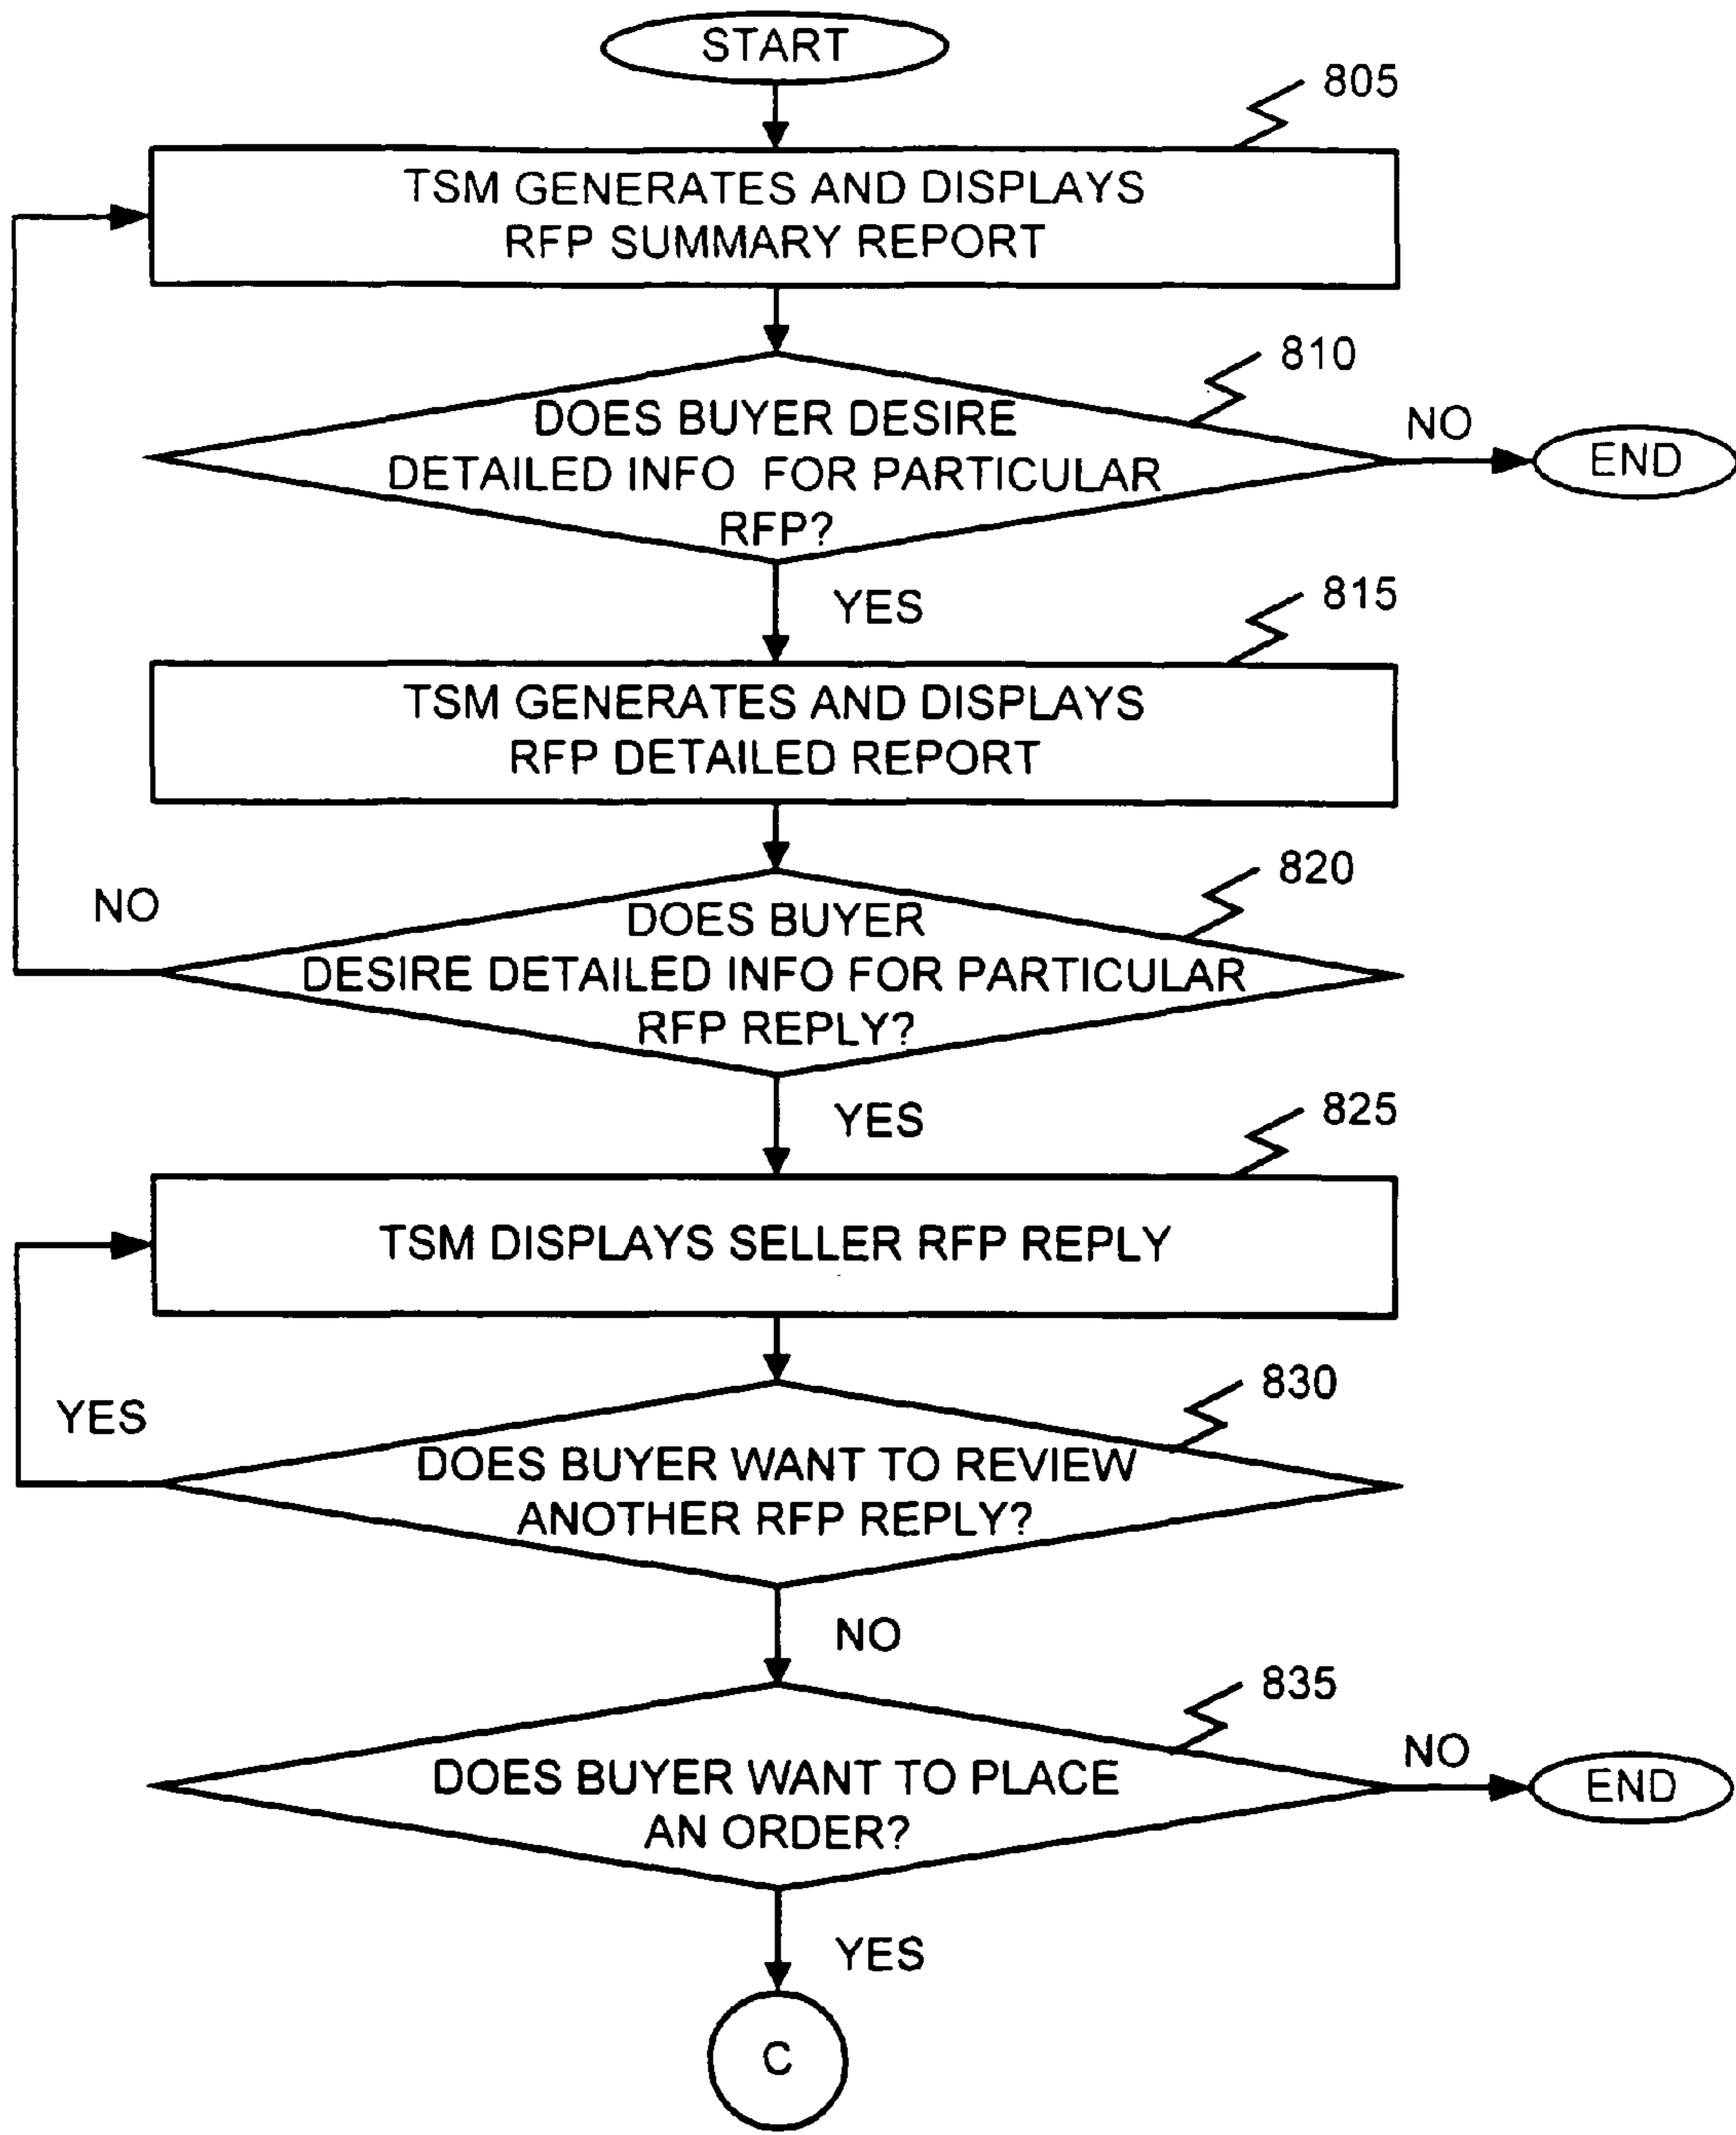 START
805
TSM GENERATES AND DISPLAYS
RFP SUMMARY REPORT
810
DOES BUYER DESIRE
DETAILED INFO FOR PARTICULAR
RFP?
NO
END
YES
815
TSM GENERATES AND DISPLAYS
RFP DETAILED REPORT
820
NO
DOES BUYER
DESIRE DETAILED INFO FOR PARTICULAR
RFP REPLY?
YES
825
TSM DISPLAYS SELLER RFP REPLY
830
YES
DOES BUYER WANT TO REVIEW
ANOTHER RFP REPLY?
NO
835
DOES BUYER WANT TO PLACE
AN ORDER?
NO
END
YES
C